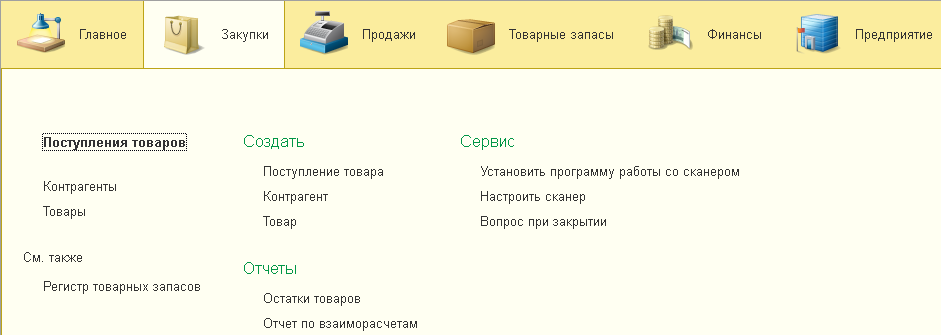 Главное
Закупки
Продажи
Товарные запасы
Финансы
Предприятие
Поступления товаров
Контрагенты
Товары
См. также
Регистр товарных запасов
Создать
Поступление товара
Контрагент
Товар
Отчеты
Остатки товаров
Отчет по взаиморасчетам
Сервис
Установить программу работы со сканером
Настроить сканер
Вопрос при закрытии